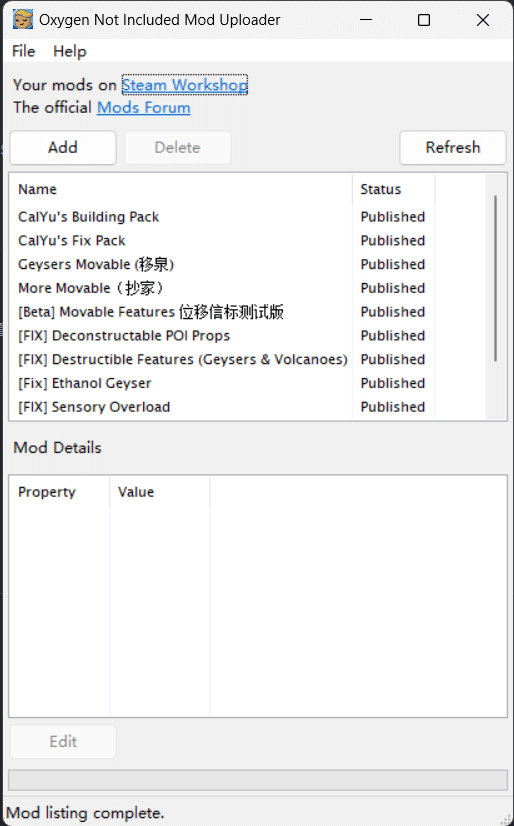 Oxygen Not Included Mod Uploader
File Help
Your mods on Steam Workshop
The official Mods Forum
Add Delete Refresh
Name Status
CalYu's Building Pack Published
CalYu's Fix Pack Published
Geysers Movable (移泉) Published
More Movable（抄家） Published
[Beta] Movable Features 位移信标测试版 Published
[FIX] Deconstructable POI Props Published
[FIX] Destructible Features (Geysers & Volcanoes) Published
[Fix] Ethanol Geyser Published
[FIX] Sensory Overload Published
Mod Details
Property Value
Edit
Mod listing complete.